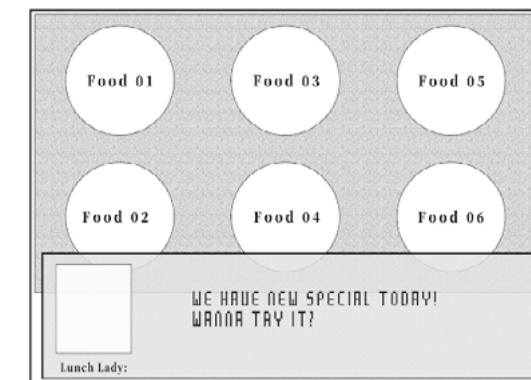 Food 01 Food 03 Food 05
Food 02 Food 04 Food 06
WE HAVE NEW SPECIAL TODAY!
WANNA TRY IT?
Lunch Lady: